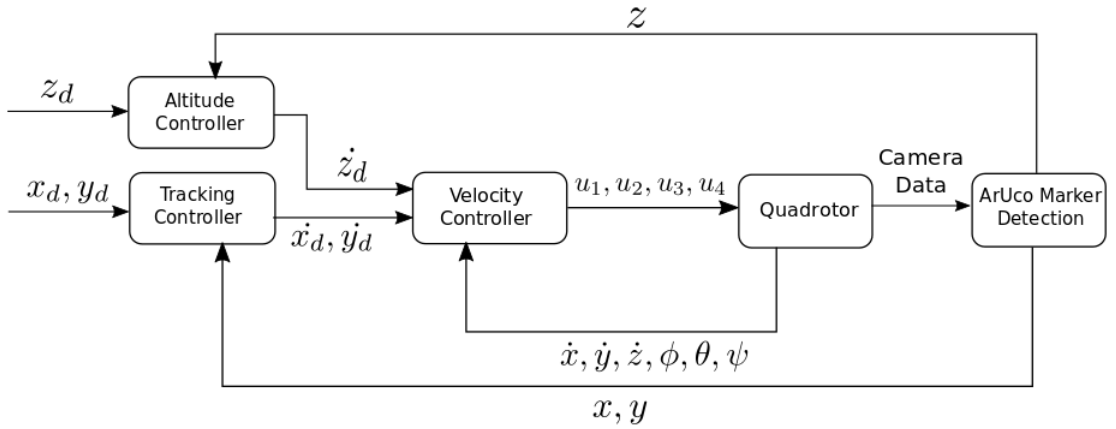 z
z_d
Altitude
Controller
ż_d
x_d, y_d
Tracking
Controller
ẋ_d, ẏ_d
Velocity
Controller
u_1, u_2, u_3, u_4
Quadrotor
Camera
Data
ArUco Marker
Detection
ẋ, ẏ, ż, ϕ, θ, ψ
x, y